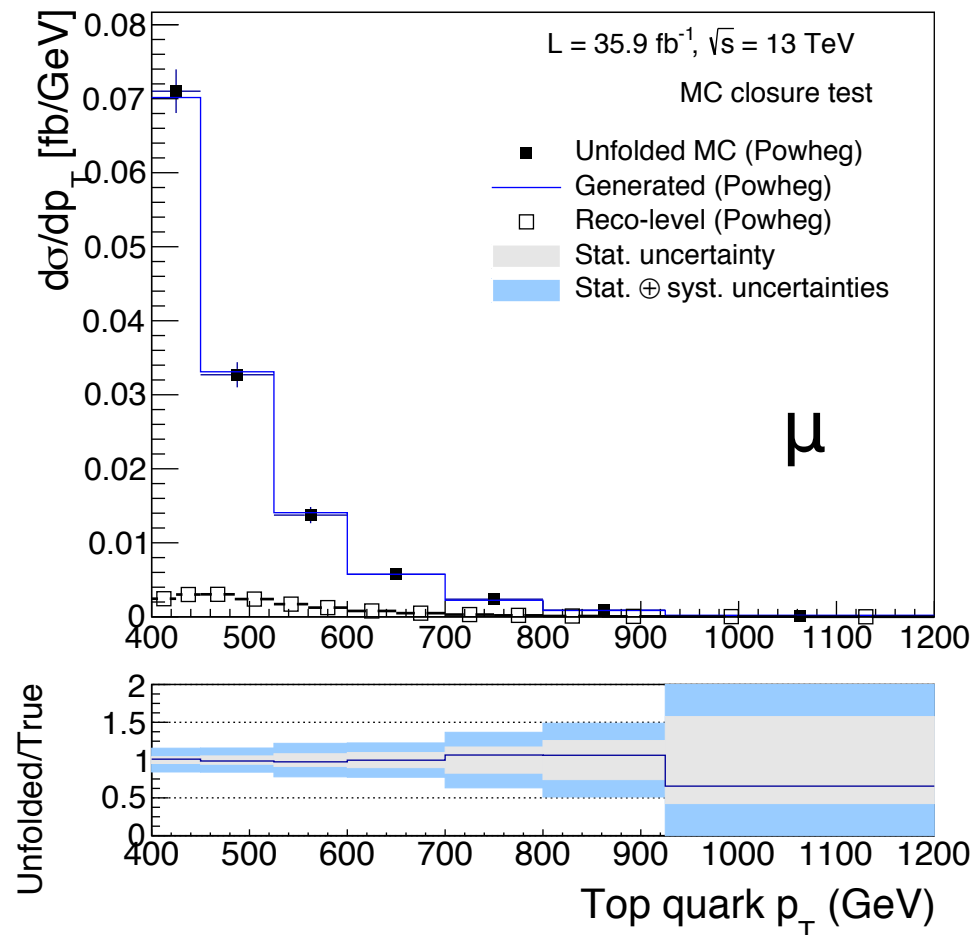 L = 35.9 fb⁻¹, √s = 13 TeV
MC closure test
Unfolded MC (Powheg)
Generated (Powheg)
Reco-level (Powheg)
Stat. uncertainty
Stat. ⊕ syst. uncertainties
μ
dσ/dp_T [fb/GeV]
0.08
0.07
0.06
0.05
0.04
0.03
0.02
0.01
0
400 500 600 700 800 900 1000 1100 1200
Unfolded/True
2
1.5
1
0.5
0
400 500 600 700 800 900 1000 1100 1200
Top quark p_T (GeV)